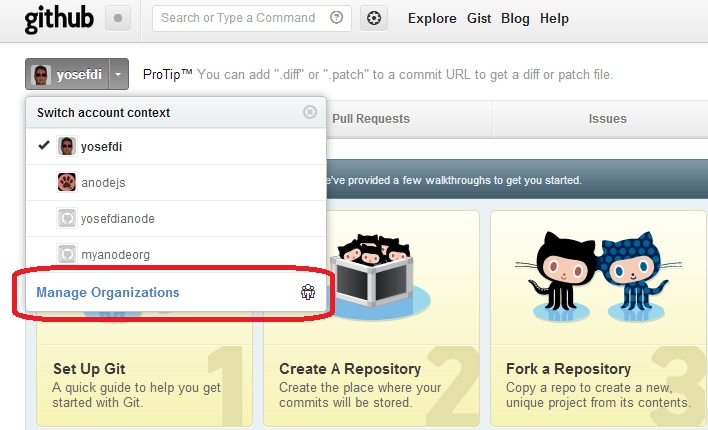 github
Search or Type a Command
Explore Gist Blog Help
yosefdi
ProTip™ You can add ".diff" or ".patch" to a commit URL to get a diff or patch file.
Switch account context
Pull Requests
Issues
yosefdi
anodejs
've provided a few walkthroughs to get you started.
yosefdianode
myanodeorg
Manage Organizations
1
Set Up Git
A quick guide to help you get
started with Git.
2
Create A Repository
Create the place where your
commits will be stored.
3
Fork a Repository
Copy a repo to create a new,
unique project from its contents.